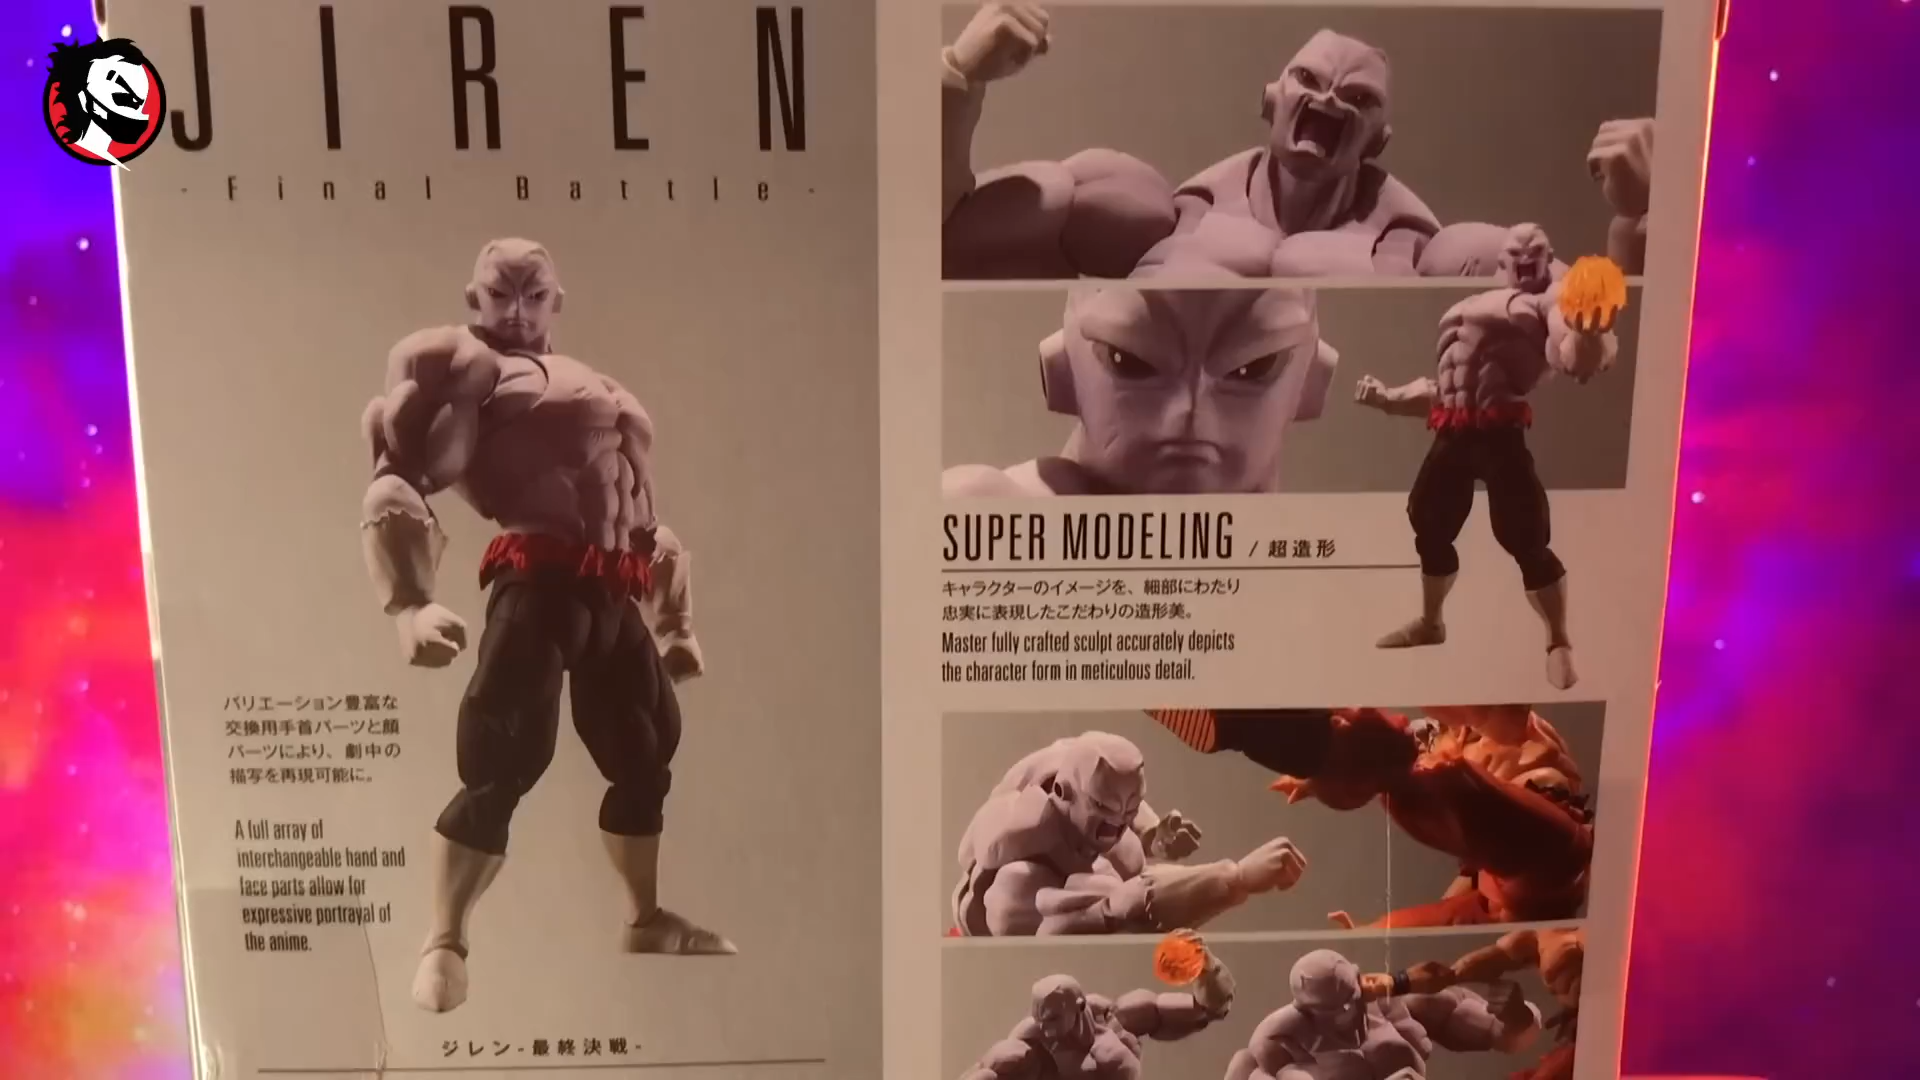 JIREN
-Final Battle-
バリエーション豊富な
交換用手首パーツと顔
パーツにより、劇中の
描写を再現可能に。
A full array of
interchangeable hand and
face parts allow for
expressive portrayal of
the anime.
ジレン-最終決戦-
SUPER MODELING / 超造形
キャラクターのイメージを、細部にわたり
忠実に表現したこだわりの造形美。
Master fully crafted sculpt accurately depicts
the character form in meticulous detail.